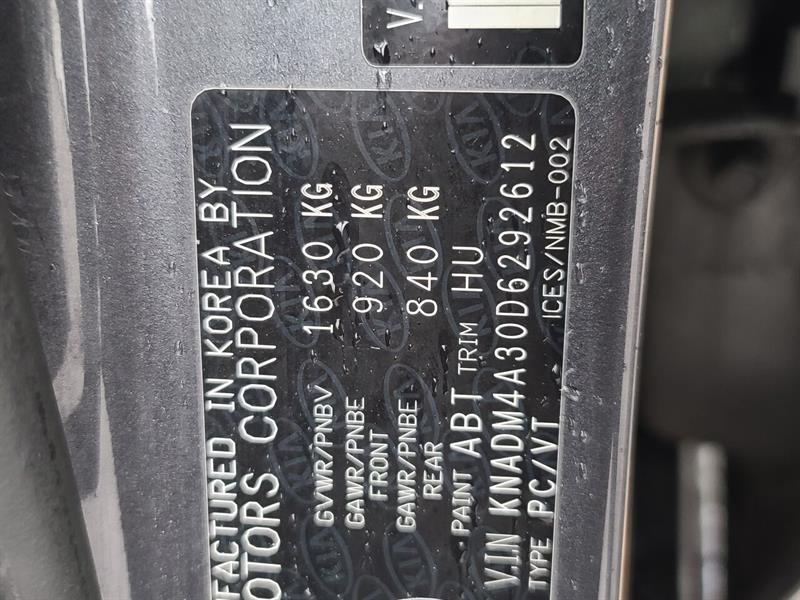 V.
FACTURED IN KOREA BY
OTORS CORPORATION
GVWR/PNBV 1630 KG
GAWR/PNBE FRONT 920 KG
GAWR/PNBE REAR 840 KG
PAINT ABT TRIM HU
V.I.N KNADM4A30D6292612
TYPE PC/VT ICES/NMB-002